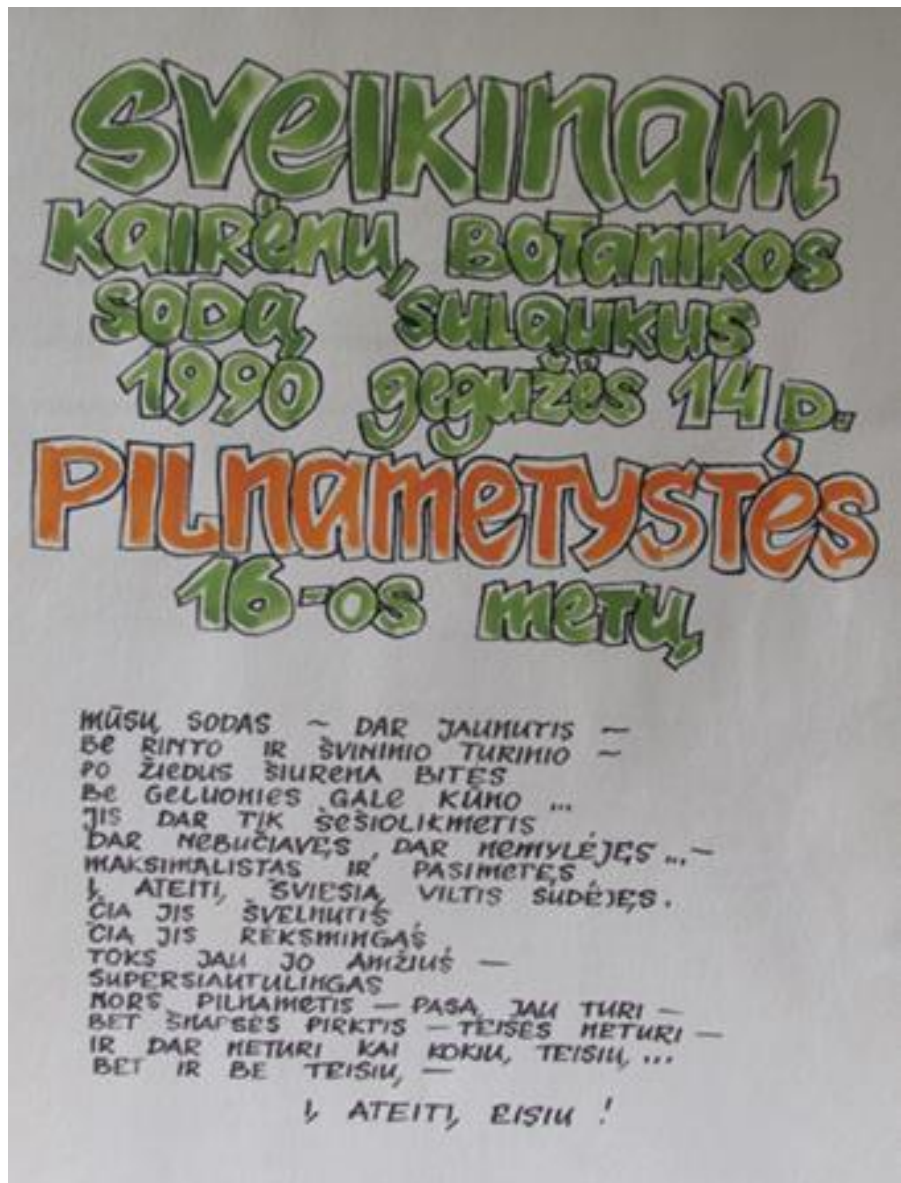 SVEIKINAM
KAIRĖNŲ BOTANIKOS
SODĄ SULAUKUS
1990 gegužės 14 D.
PILNAMETYSTĖS
16-OS METŲ
MŪSŲ SODAS ~ DAR JAUNUTIS —
BE RIMTO IR ŠVININIO TURINIO ~
PO ŽIEDUS ŠIURENA BITĖS
BE GELUONIES GALE KŪNO ...
JIS DAR TIK ŠEŠIOLIKMETIS
DAR NEBUČIAVĘS, DAR NEMYLĖJĘS ... —
MAKSIMALISTAS IR PASIMETĘS
Į ATEITĮ ŠVIESIĄ VILTIS SUDĖJĘS.
ČIA JIS ŠVELNUTIS
ČIA JIS RĖKSMINGAS
TOKS JAU JO AMŽIUS —
SUPERSIAUTULINGAS
NORS PILNAMETIS — PASĄ JAU TURI —
BET ŠNAPSĖS PIRKTIS — TEISĖS NETURI —
IR DAR NETURI KAI KOKIŲ TEISIŲ ...
BET IR BE TEISIŲ —
Į ATEITĮ EISIU !